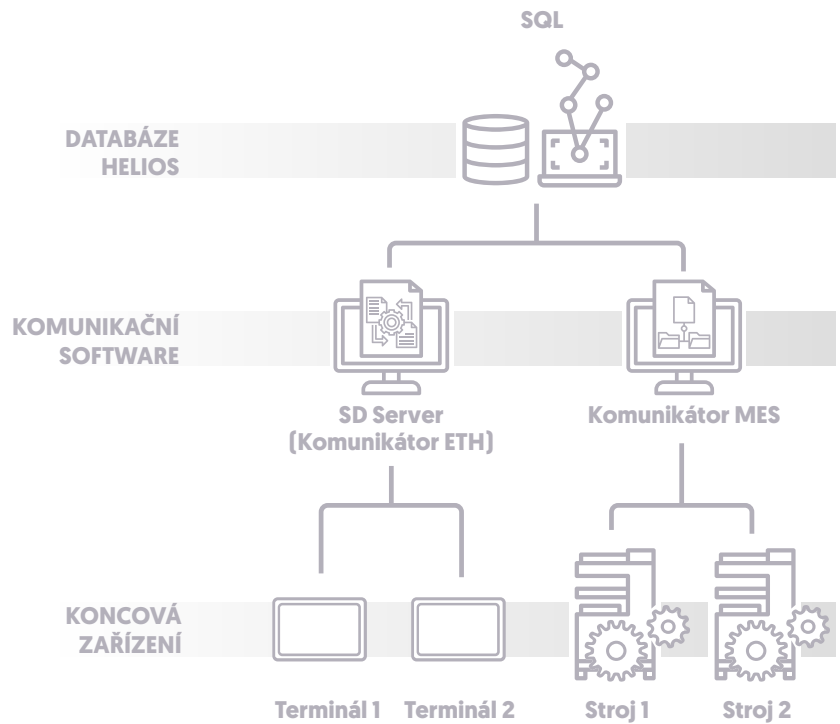 SQL
DATABÁZE
HELIOS
KOMUNIKAČNÍ
SOFTWARE
SD Server
(Komunikátor ETH)
Komunikátor MES
KONCOVÁ
ZAŘÍZENÍ
Terminál 1
Terminál 2
Stroj 1
Stroj 2